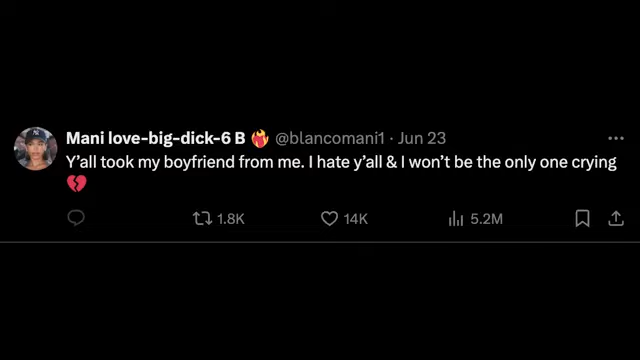 Mani love-big-dick-6 B ❤️‍🔥 @blancomani1 · Jun 23
Y'all took my boyfriend from me. I hate y'all & I won't be the only one crying
💔
1.8K 14K 5.2M